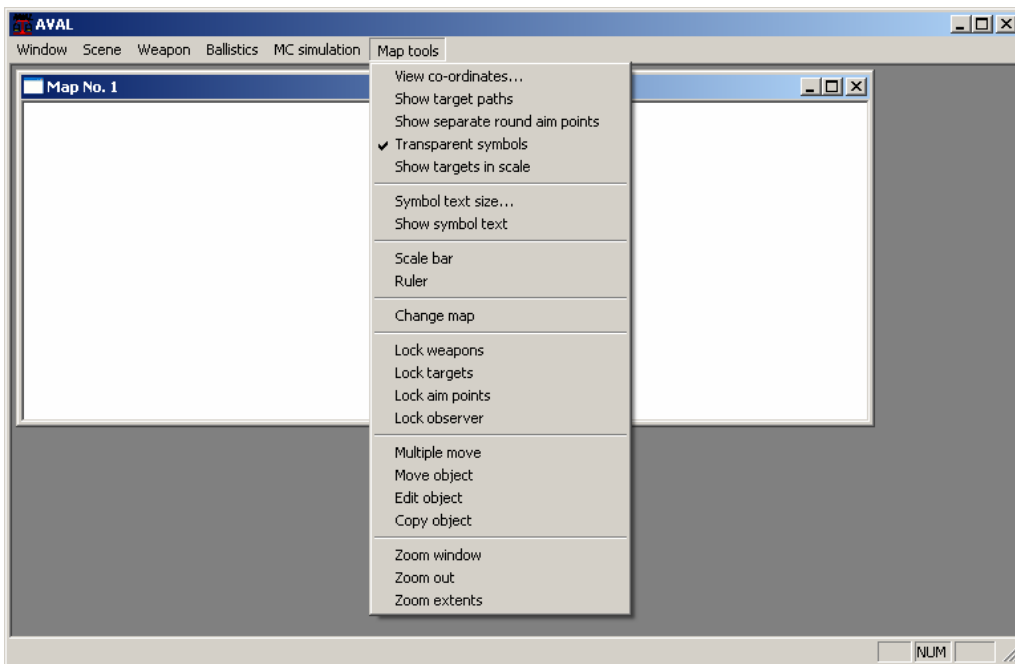 AVAL
Window Scene Weapon Ballistics MC simulation Map tools
Map No. 1
View co-ordinates...
Show target paths
Show separate round aim points
Transparent symbols
Show targets in scale
Symbol text size...
Show symbol text
Scale bar
Ruler
Change map
Lock weapons
Lock targets
Lock aim points
Lock observer
Multiple move
Move object
Edit object
Copy object
Zoom window
Zoom out
Zoom extents
NUM